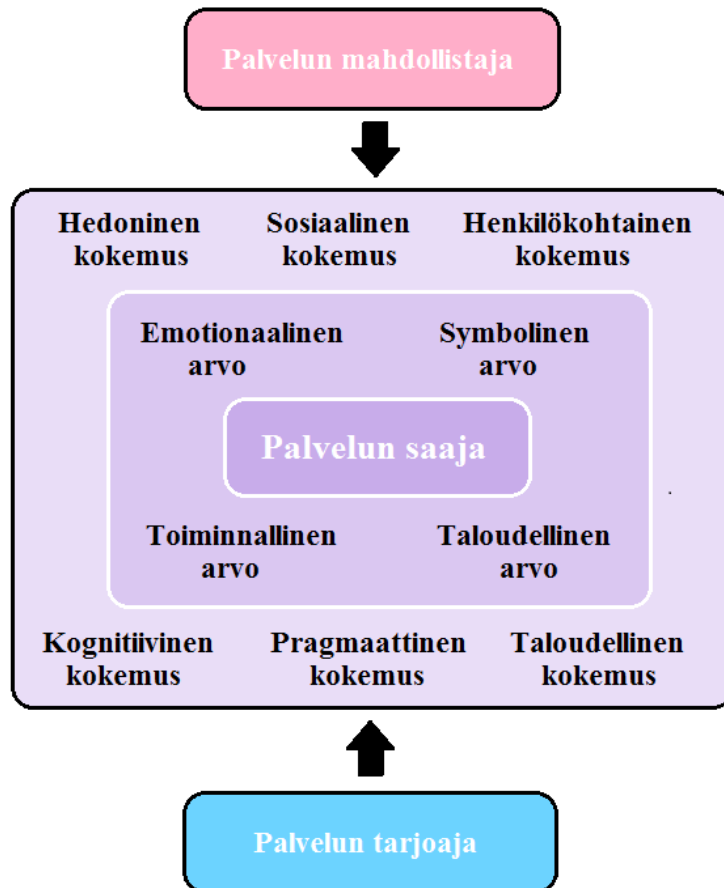 Palvelun mahdollistaja
Hedoninen kokemus
Sosiaalinen kokemus
Henkilökohtainen kokemus
Emotionaalinen arvo
Symbolinen arvo
Palvelun saaja
Toiminnallinen arvo
Taloudellinen arvo
Kognitiivinen kokemus
Pragmaattinen kokemus
Taloudellinen kokemus
Palvelun tarjoaja